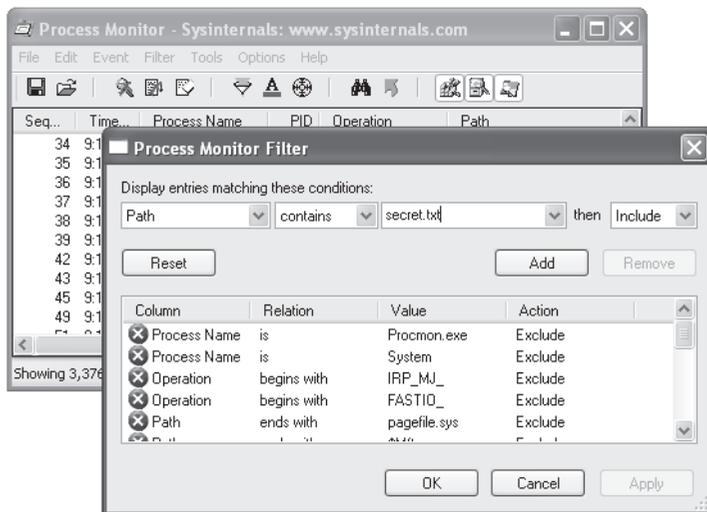 Process Monitor - Sysinternals: www.sysinternals.com
File Edit Event Filter Tools Options Help
Seq... Time... Process Name PID Operation Path
34 9:1
35 9:1
36 9:1
37 9:1
38 9:1
39 9:1
42 9:1
43 9:1
45 9:1
49 9:1
Showing 3,376
Process Monitor Filter
Display entries matching these conditions:
Path contains secret.txt then Include
Reset Add Remove
Column Relation Value Action
Process Name is Procmon.exe Exclude
Process Name is System Exclude
Operation begins with IRP_MJ_ Exclude
Operation begins with FASTIO_ Exclude
Path ends with pagefile.sys Exclude
OK Cancel Apply